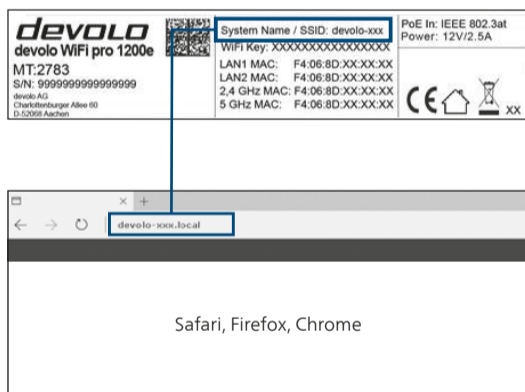 devolo
devolo WiFi pro 1200e
MT:2783
S/N: 9999999999999999
devolo AG
Charlottenburger Allee 60
D-52068 Aachen
System Name / SSID: devolo-xxx
WiFi Key: XXXXXXXXXXXXXXXX
LAN1 MAC: F4:06:8D:XX:XX:XX
LAN2 MAC: F4:06:8D:XX:XX:XX
2,4 GHz MAC: F4:06:8D:XX:XX:XX
5 GHz MAC: F4:06:8D:XX:XX:XX
PoE In: IEEE 802.3at
Power: 12V/2.5A
CE
XX
devolo-xxx.local
Safari, Firefox, Chrome